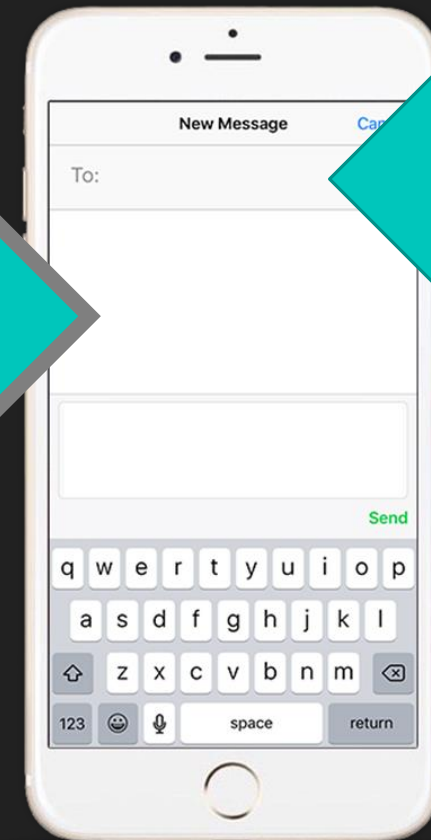 New Message
To:
Send
q w e r t y u i o p
a s d f g h j k l
z x c v b n m
123 space return